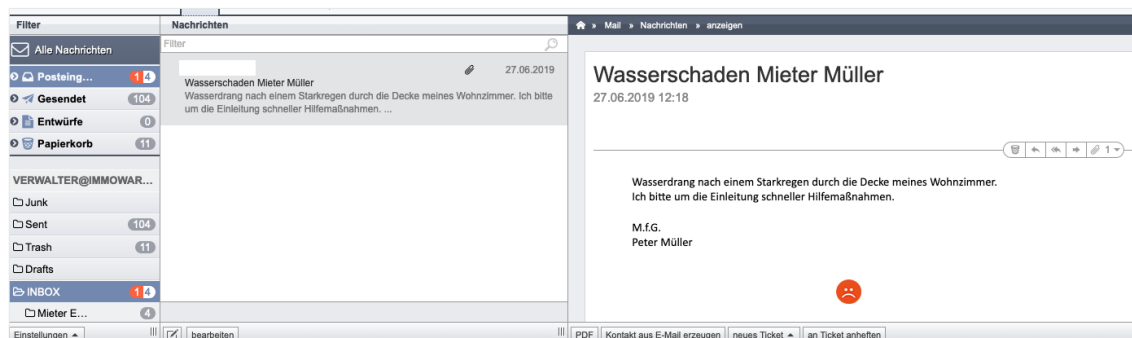 Filter
Alle Nachrichten
Posteing... 1 4
Gesendet 104
Entwürfe 0
Papierkorb 11
VERWALTER@IMMOWAR...
Junk
Sent 104
Trash 11
Drafts
INBOX 1 4
Mieter E... 4
Einstellungen
Nachrichten
Filter
27.06.2019
Wasserschaden Mieter Müller
Wasserdrang nach einem Starkregen durch die Decke meines Wohnzimmer. Ich bitte
um die Einleitung schneller Hilfemaßnahmen. ...
bearbeiten
» Mail » Nachrichten » anzeigen
Wasserschaden Mieter Müller
27.06.2019 12:18
1
Wasserdrang nach einem Starkregen durch die Decke meines Wohnzimmer.
Ich bitte um die Einleitung schneller Hilfemaßnahmen.
M.f.G.
Peter Müller
PDF Kontakt aus E-Mail erzeugen neues Ticket an Ticket anheften